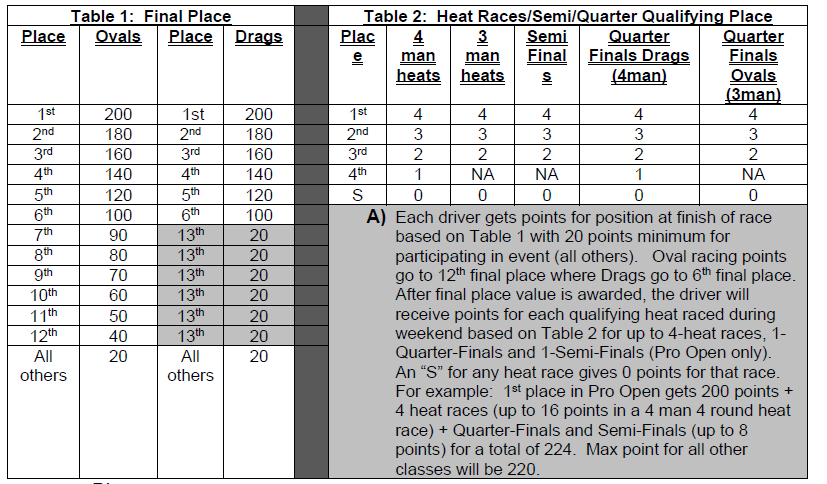 Table 1: Final Place
Table 2: Heat Races/Semi/Quarter Qualifying Place
Place Ovals Place Drags
Plac
e
4
man
heats
3
man
heats
Semi
Final
s
Quarter
Finals Drags
(4man)
Quarter
Finals
Ovals
(3man)
1st 200 1st 200 1st 4 4 4 4 4
2nd 180 2nd 180 2nd 3 3 3 3 3
3rd 160 3rd 160 3rd 2 2 2 2 2
4th 140 4th 140 4th 1 NA NA 1 NA
5th 120 5th 120 S 0 0 0 0 0
6th 100 6th 100
7th 90 13th 20
8th 80 13th 20
9th 70 13th 20
10th 60 13th 20
11th 50 13th 20
12th 40 13th 20
All
others
20
All
others
20
A) Each driver gets points for position at finish of race
based on Table 1 with 20 points minimum for
participating in event (all others). Oval racing points
go to 12th final place where Drags go to 6th final place.
After final place value is awarded, the driver will
receive points for each qualifying heat raced during
weekend based on Table 2 for up to 4-heat races, 1-
Quarter-Finals and 1-Semi-Finals (Pro Open only).
An “S” for any heat race gives 0 points for that race.
For example: 1st place in Pro Open gets 200 points +
4 heat races (up to 16 points in a 4 man 4 round heat
race) + Quarter-Finals and Semi-Finals (up to 8
points) for a total of 224. Max point for all other
classes will be 220.